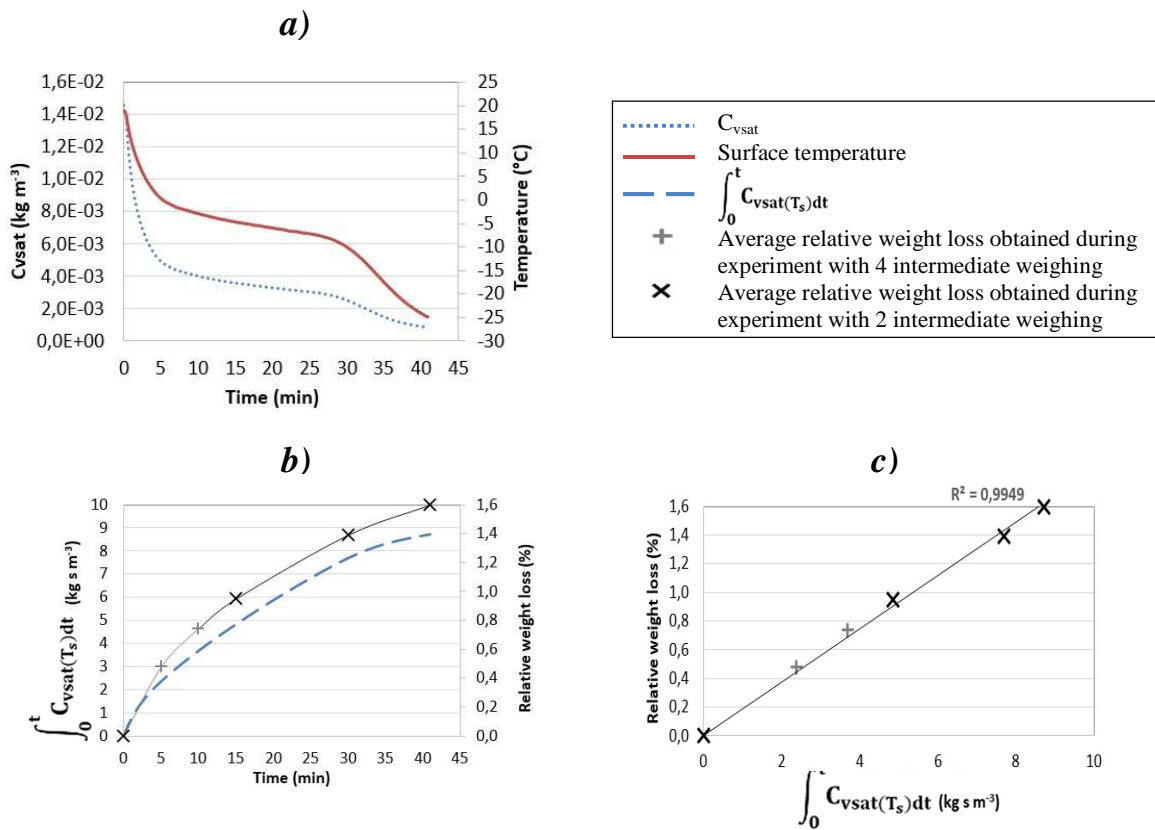 a)
1,6E-02
1,4E-02
1,2E-02
1,0E-02
8,0E-03
6,0E-03
4,0E-03
2,0E-03
0,0E+00
Cvsat (kg m⁻³)
25
20
15
10
5
0
-5
-10
-15
-20
-25
-30
Temperature (°C)
0 5 10 15 20 25 30 35 40 45
Time (min)
C_vsat
Surface temperature
∫₀ᵗ C_vsat(T_s)dt
Average relative weight loss obtained during
experiment with 4 intermediate weighing
Average relative weight loss obtained during
experiment with 2 intermediate weighing
b)
10
9
8
7
6
5
4
3
2
1
0
∫₀ᵗ C_vsat(T_s)dt (kg s m⁻³)
1,6
1,4
1,2
1,0
0,8
0,6
0,4
0,2
0,0
Relative weight loss (%)
0 5 10 15 20 25 30 35 40 45
Time (min)
c)
R² = 0,9949
1,6
1,4
1,2
1,0
0,8
0,6
0,4
0,2
0,0
Relative weight loss (%)
0 2 4 6 8 10
∫₀ C_vsat(T_s)dt (kg s m⁻³)